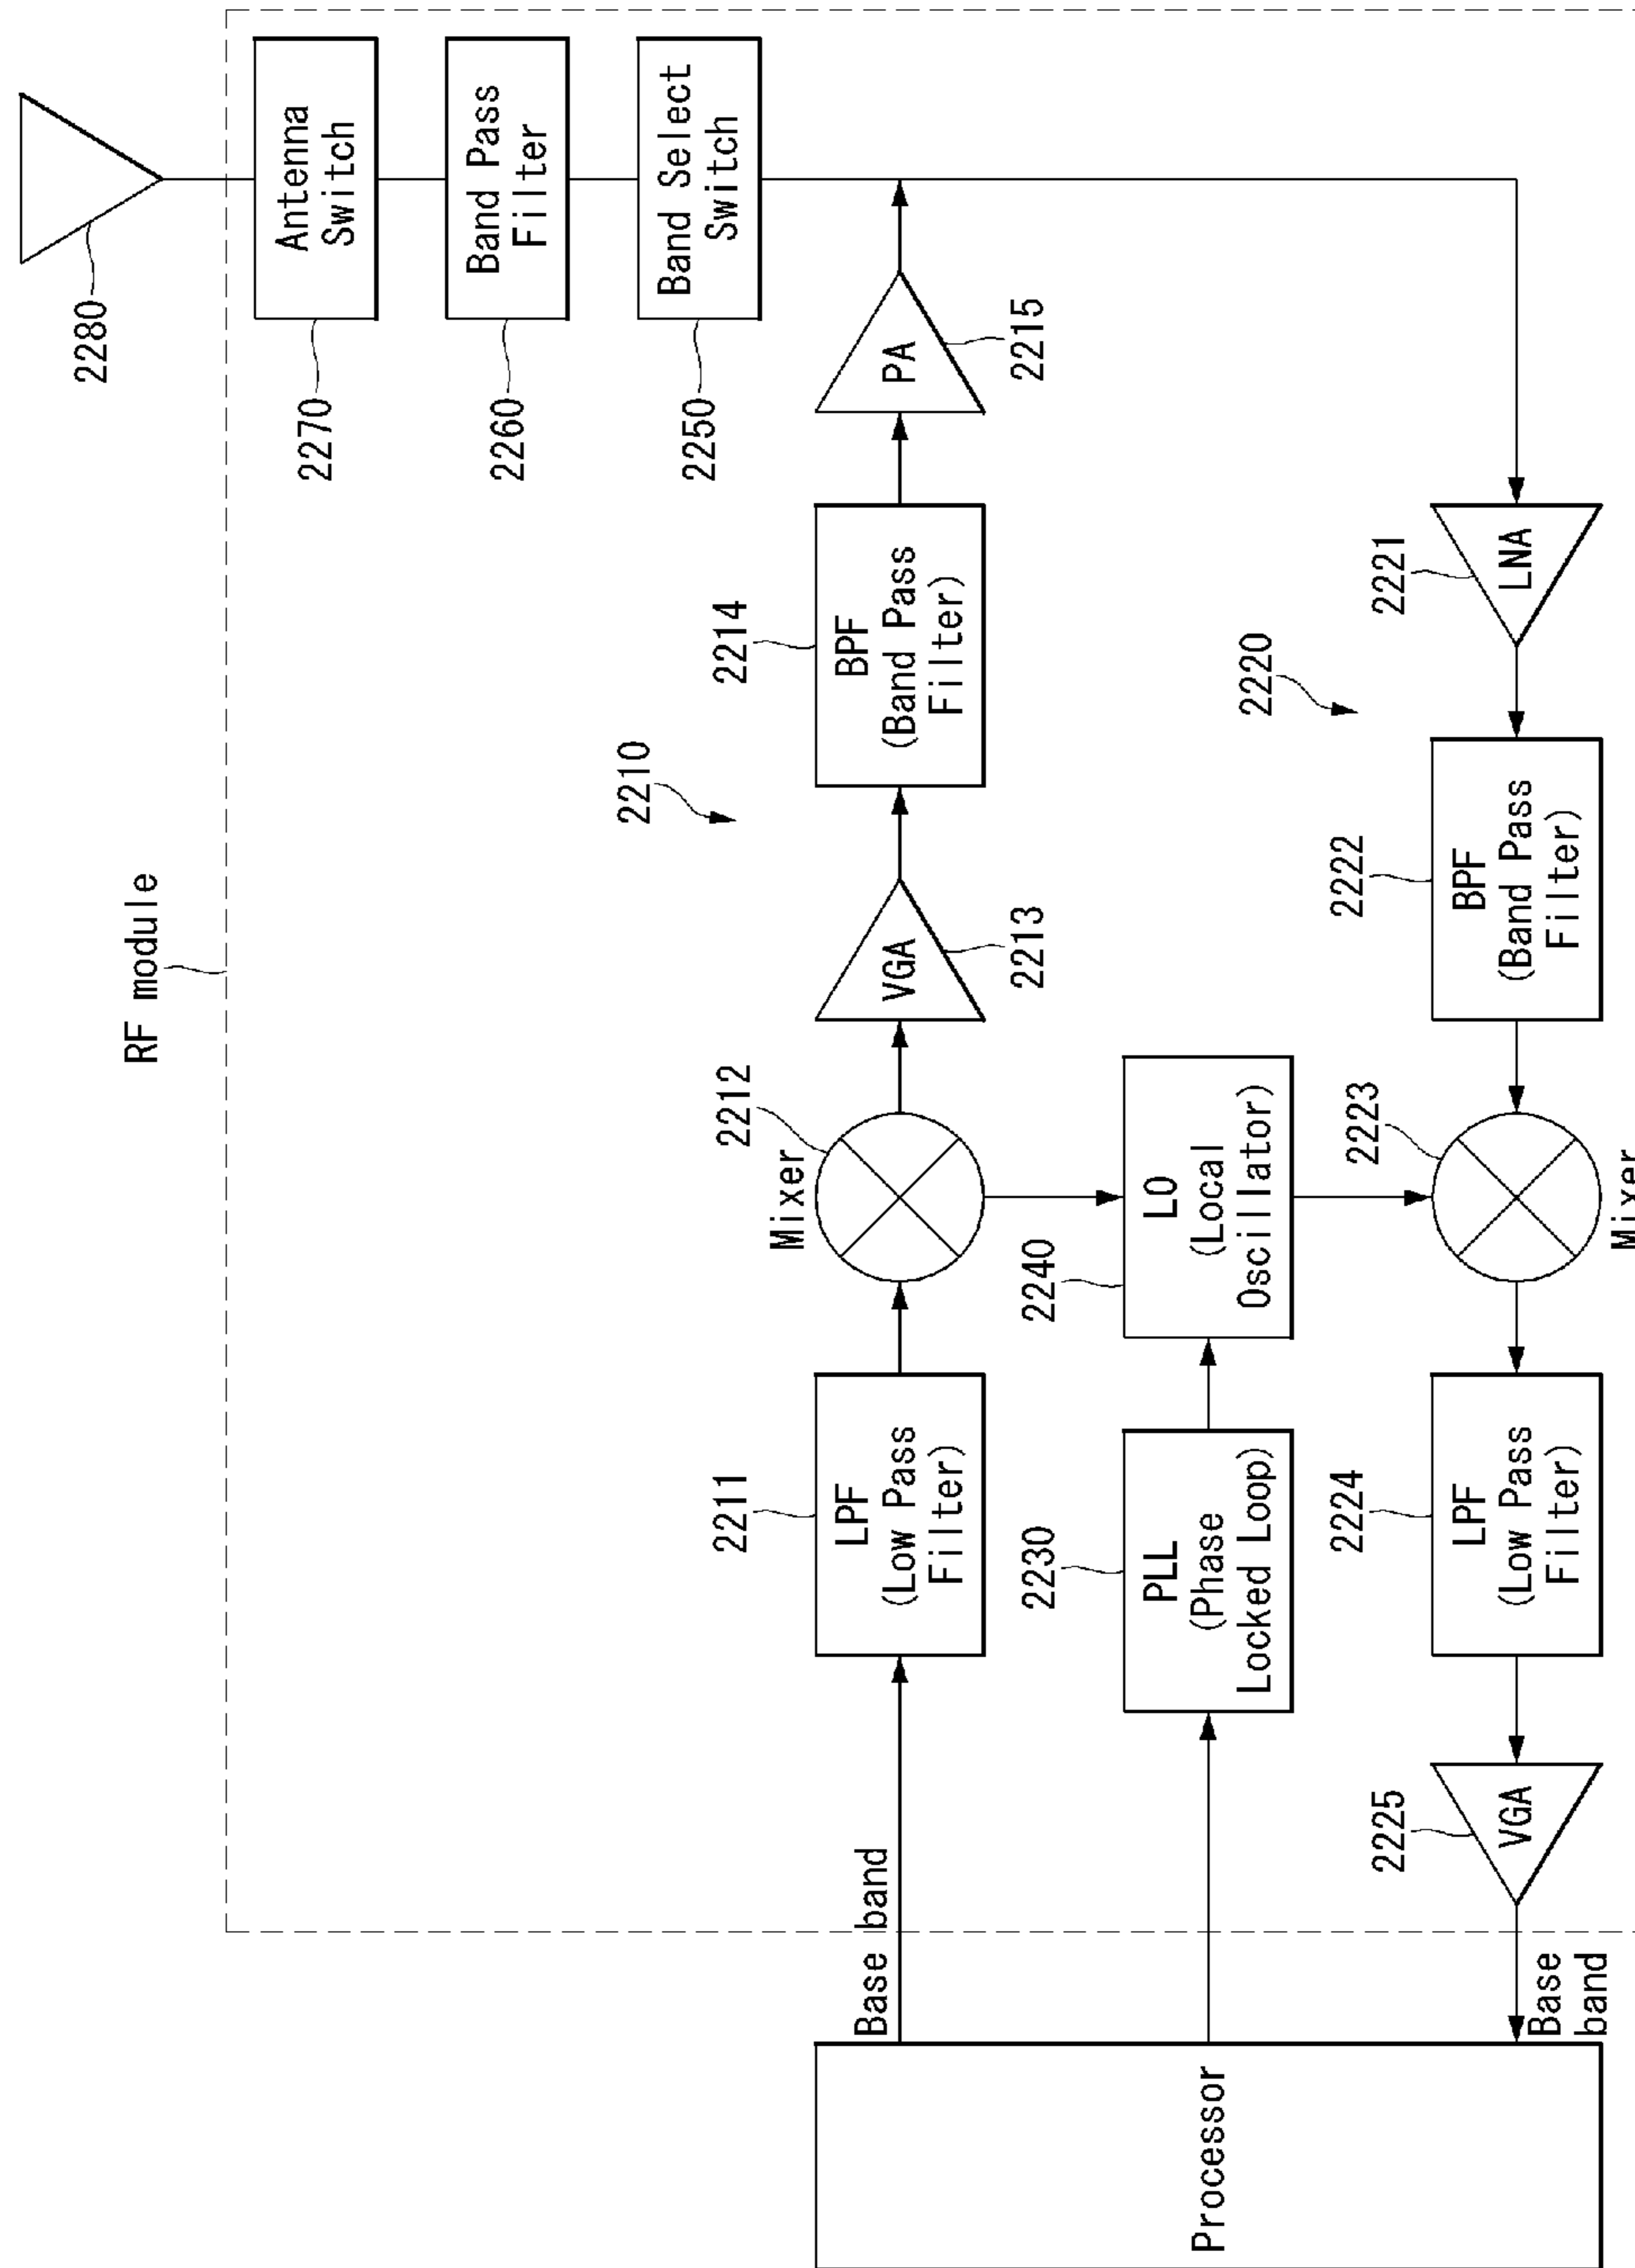 RF module
2280
Antenna
Switch
2270
Band Pass
Filter
2260
Band Select
Switch
2250
2210
Base band
LPF
(Low Pass
Filter)
2211
Mixer
2212
VGA
2213
BPF
(Band Pass
Filter)
2214
PA
2215
Processor
PLL
(Phase
Locked Loop)
2230
LO
(Local
Oscillator)
2240
2220
LNA
2221
BPF
(Band Pass
Filter)
2222
2223
Mixer
LPF
(Low Pass
Filter)
2224
VGA
2225
Base
band